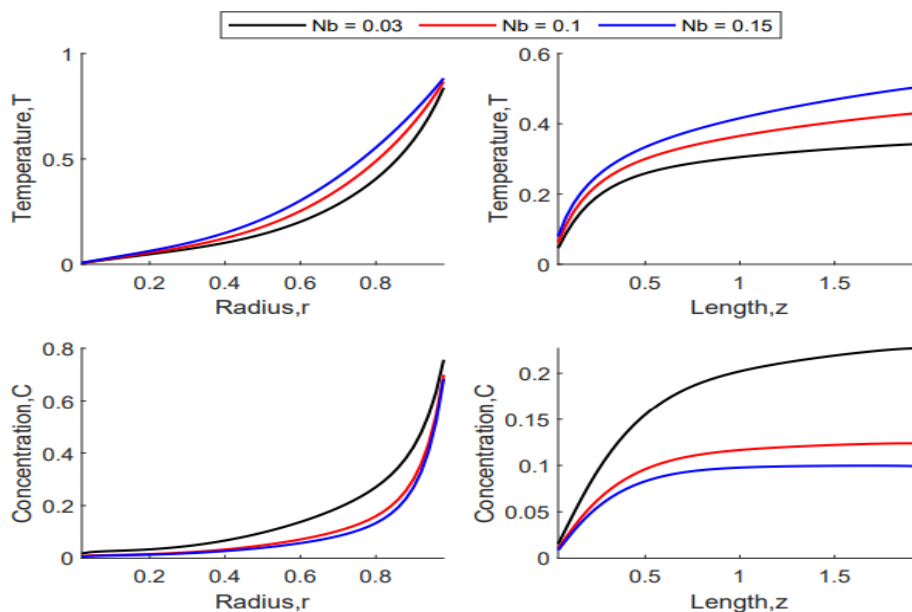 Nb = 0.03 Nb = 0.1 Nb = 0.15
Temperature,T
1
0.5
0
0.2 0.4 0.6 0.8
Radius,r
Temperature,T
0.6
0.4
0.2
0
0.5 1 1.5
Length,z
Concentration,C
0.8
0.6
0.4
0.2
0
0.2 0.4 0.6 0.8
Radius,r
Concentration,C
0.2
0.15
0.1
0.05
0
0.5 1 1.5
Length,z